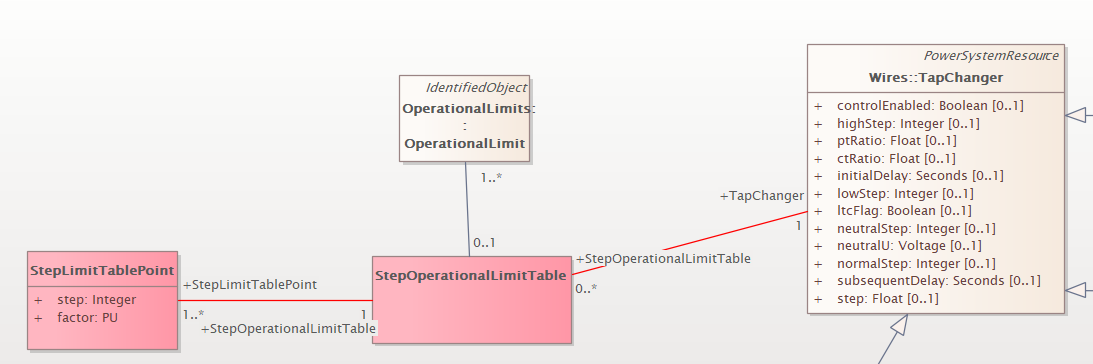 PowerSystemResource
Wires::TapChanger
+ controlEnabled: Boolean [0..1]
+ highStep: Integer [0..1]
+ ptRatio: Float [0..1]
+ ctRatio: Float [0..1]
+ initialDelay: Seconds [0..1]
+ lowStep: Integer [0..1]
+ ltcFlag: Boolean [0..1]
+ neutralStep: Integer [0..1]
+ neutralU: Voltage [0..1]
+ normalStep: Integer [0..1]
+ subsequentDelay: Seconds [0..1]
+ step: Float [0..1]
IdentifiedObject
OperationalLimits:
:
OperationalLimit
1..*
0..1
+TapChanger
1
+StepOperationalLimitTable
0..*
StepOperationalLimitTable
StepLimitTablePoint
+ step: Integer
+ factor: PU
+StepLimitTablePoint
1..*
1
+StepOperationalLimitTable